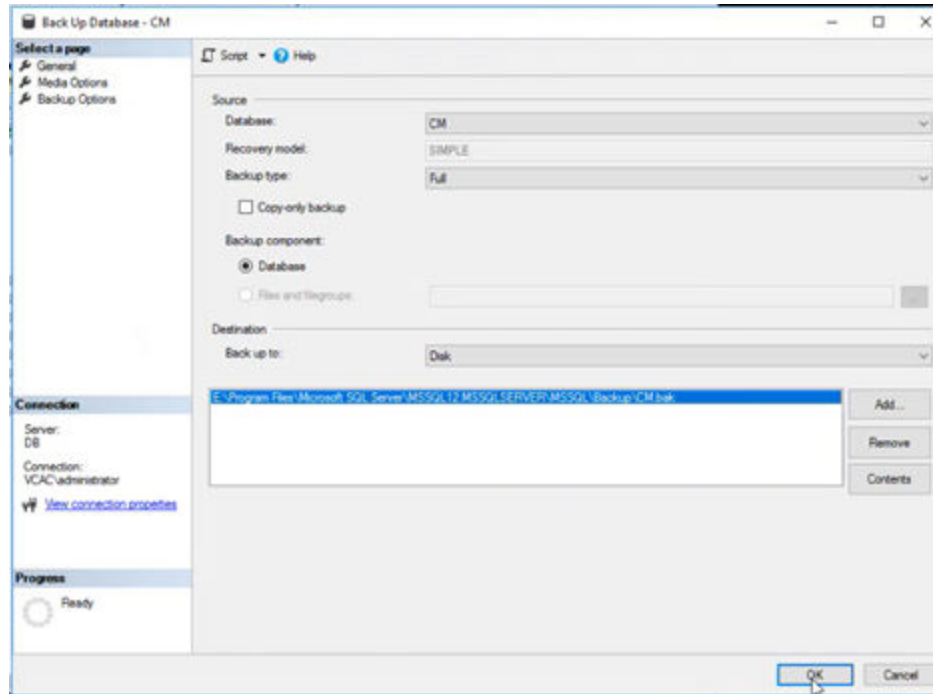 Back Up Database - CM
Select a page
General
Media Options
Backup Options
Script
Help
Source
Database:
CM
Recovery model:
SIMPLE
Backup type:
Full
Copy-only backup
Backup component:
Database
Files and filegroups:
...
Destination
Back up to:
Disk
E:\Program Files\Microsoft SQL Server\MSSQL12.MSSQLSERVER\MSSQL\Backup\CM.bak
Add...
Remove
Contents
Connection
Server:
DB
Connection:
VCAC\administrator
View connection properties
Progress
Ready
OK
Cancel